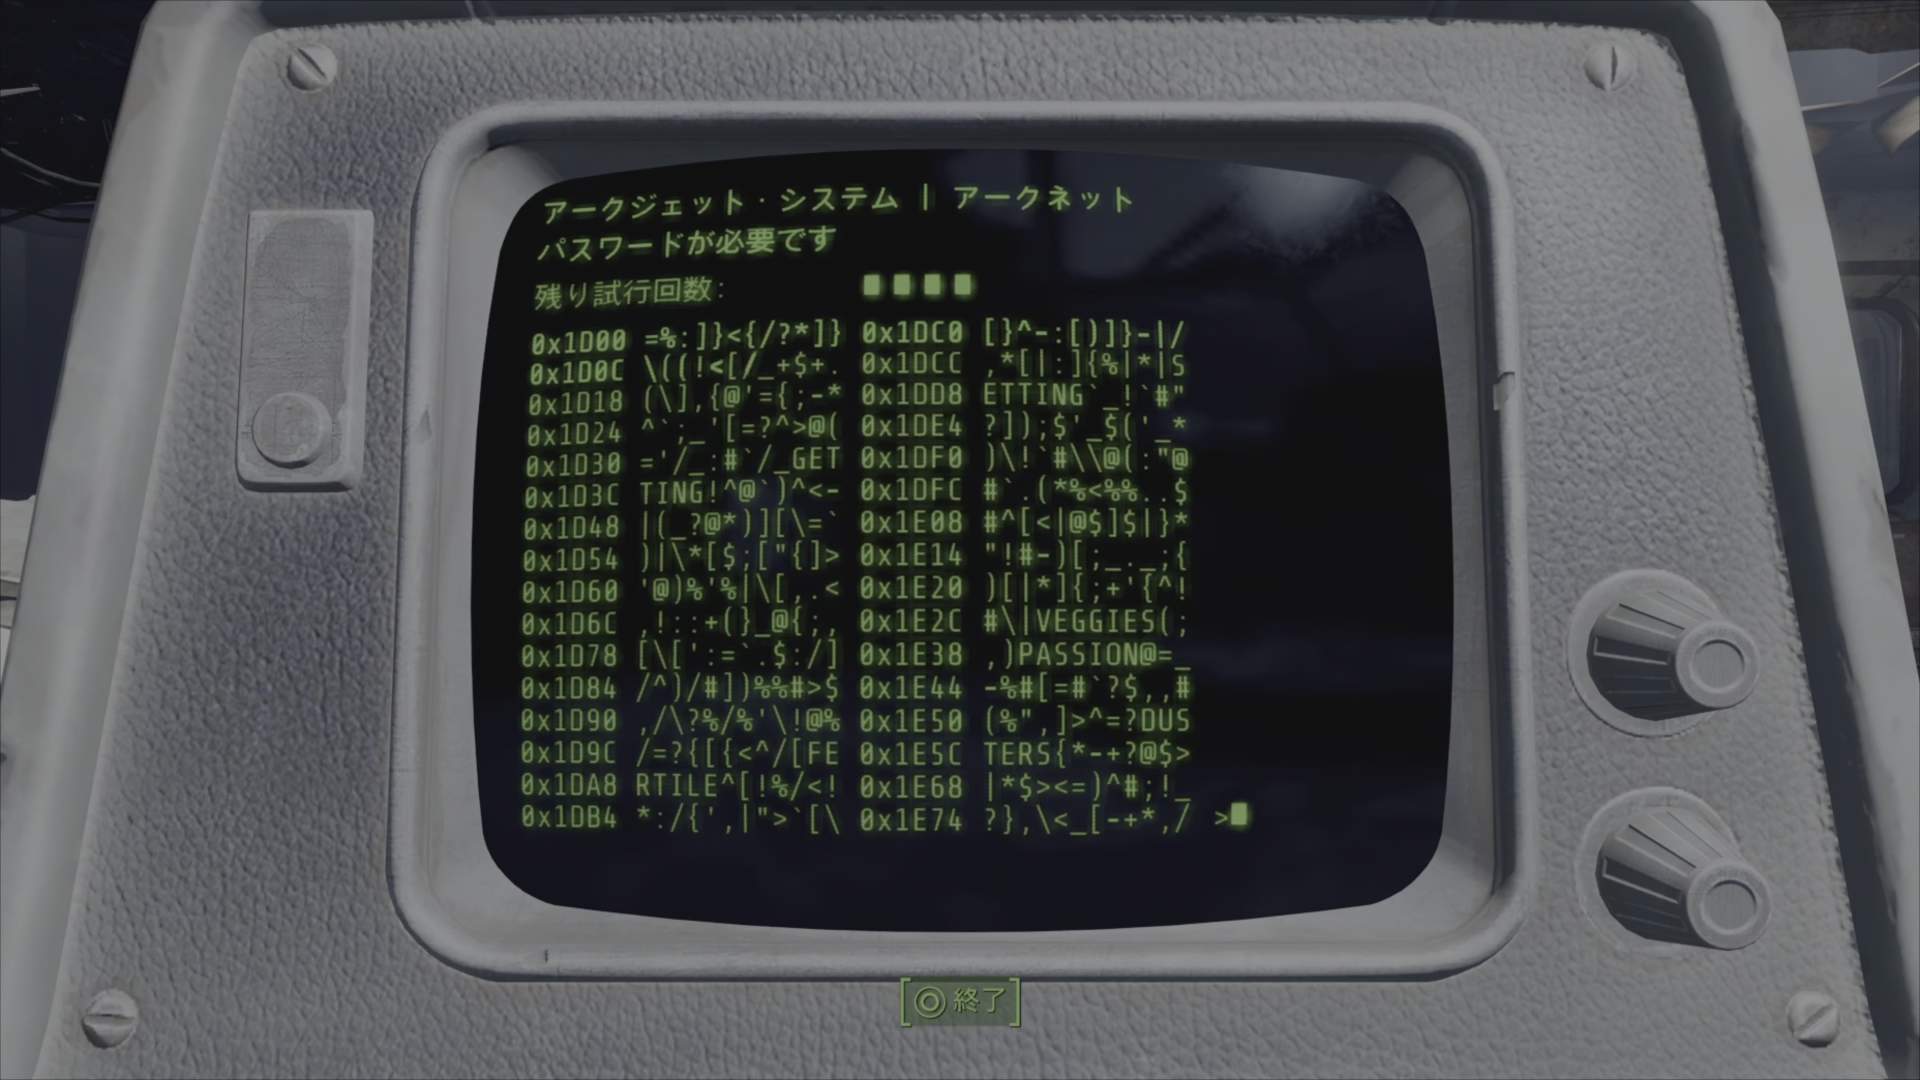 アークジェット・システム | アークネット
パスワードが必要です
残り試行回数:
0x1D00 =%:]}<{/?*]} 0x1DC0 [}^-:[)]}-|/
0x1D0C \((!<[/_+$+. 0x1DCC ,*[|:]{%|*|S
0x1D18 (\],{@'={;-* 0x1DD8 ETTING`_!`#"
0x1D24 ^`;_'[=?^>@( 0x1DE4 ?]);$'_$('_*
0x1D30 ='/_:#`/_GET 0x1DF0 )\!`#\\@(:"@
0x1D3C TING!^@`)^<- 0x1DFC #`.(*%<%%..$
0x1D48 |(_?@*)][\=` 0x1E08 #^[<|@$]$|}*
0x1D54 )|\*[$;["{]> 0x1E14 "!#-)[;_._;{
0x1D60 '@)%'%|\[,.< 0x1E20 )[|*]{;+'{^!
0x1D6C ,!::+(}_@{;, 0x1E2C #\|VEGGIES(;
0x1D78 [\[':=`.$:/] 0x1E38 ,)PASSION@=_
0x1D84 /^)/#])%%#>$ 0x1E44 -%#[=#`?$,,#
0x1D90 ,/\?%/%'\!@% 0x1E50 (%",]>^=?DUS
0x1D9C /=?{[{<^/[FE 0x1E5C TERS{*-+?@$>
0x1DA8 RTILE^[!%/<! 0x1E68 |*$><=)^#;!_
0x1DB4 *:/{',|">`[\ 0x1E74 ?},\<_[-+*,/ >
[◎ 終了]